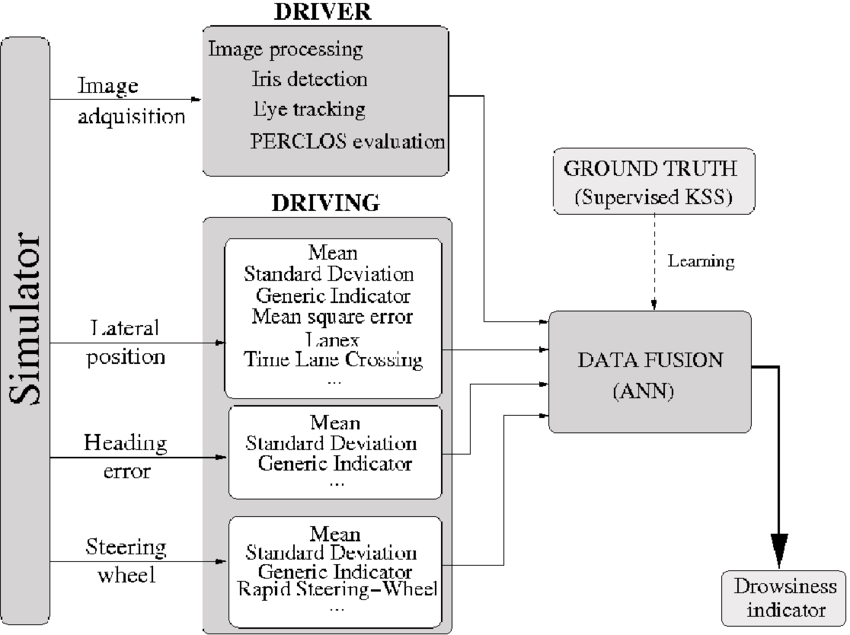 Simulator
Image
adquisition
DRIVER
Image processing
Iris detection
Eye tracking
PERCLOS evaluation
DRIVING
Lateral
position
Mean
Standard Deviation
Generic Indicator
Mean square error
Lanex
Time Lane Crossing
...
Heading
error
Mean
Standard Deviation
Generic Indicator
...
Steering
wheel
Mean
Standard Deviation
Generic Indicator
Rapid Steering-Wheel
...
GROUND TRUTH
(Supervised KSS)
Learning
DATA FUSION
(ANN)
Drowsiness
indicator